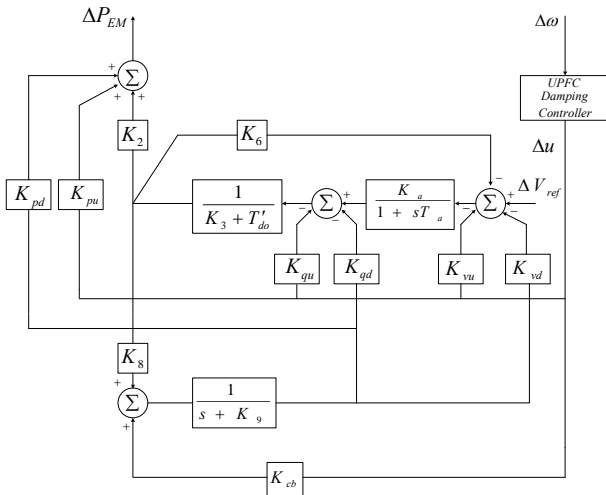 ΔP_EM
Δω
+
Σ
+
+
UPFC
Damping
Controller
K_2
K_6
Δu
−
K_pd
K_pu
1
K_3 + T'_do
−
+
Σ
−
K_a
1 + sT_a
+
ΔV_ref
Σ
−
−
K_qu
K_qd
K_vu
K_vd
K_8
+
Σ
+
1
s + K_9
K_cb